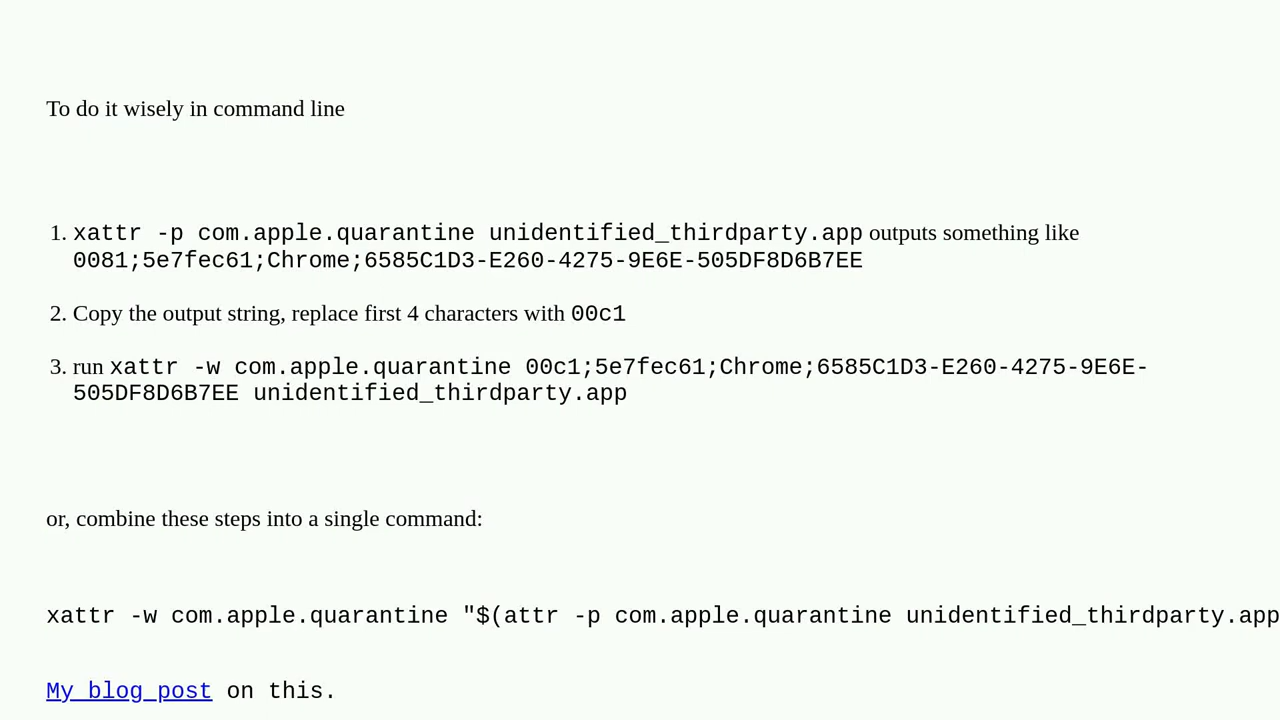 To do it wisely in command line
1. xattr -p com.apple.quarantine unidentified_thirdparty.app outputs something like
0081;5e7fec61;Chrome;6585C1D3-E260-4275-9E6E-505DF8D6B7EE
2. Copy the output string, replace first 4 characters with 00c1
3. run xattr -w com.apple.quarantine 00c1;5e7fec61;Chrome;6585C1D3-E260-4275-9E6E-
505DF8D6B7EE unidentified_thirdparty.app
or, combine these steps into a single command:
xattr -w com.apple.quarantine "$(attr -p com.apple.quarantine unidentified_thirdparty.app
My blog post on this.